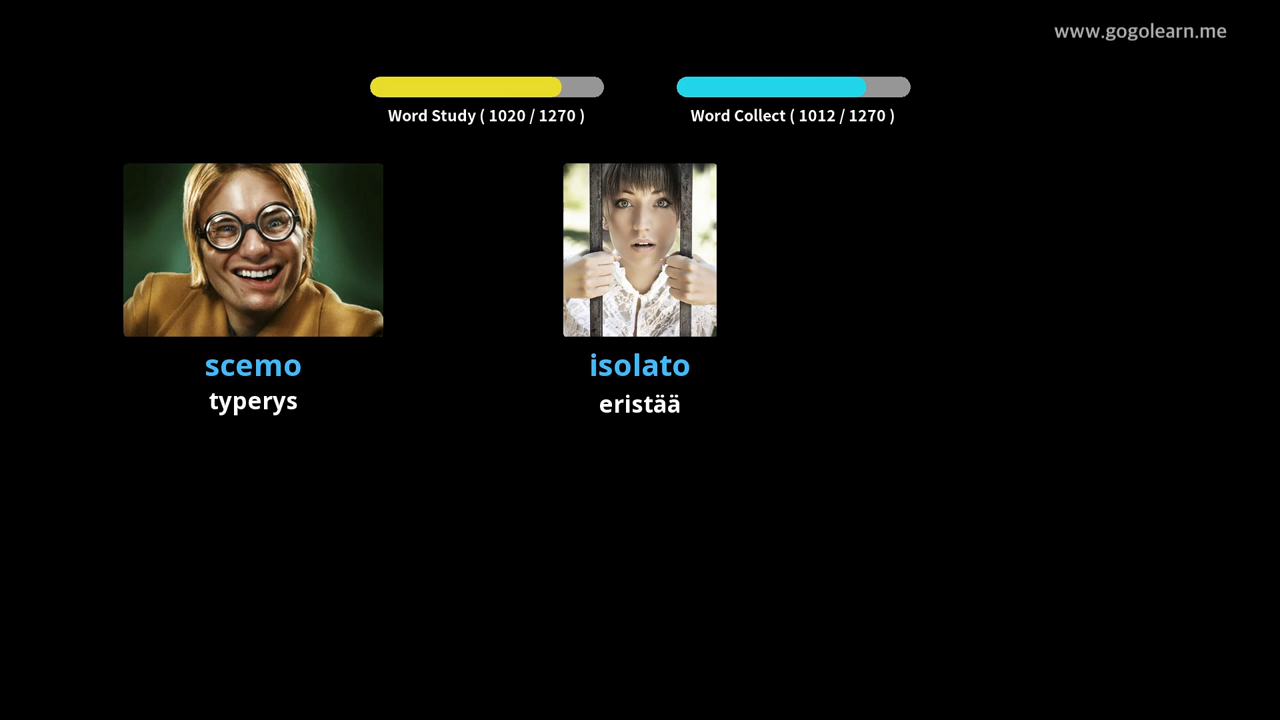 www.gogolearn.me
Word Study ( 1020 / 1270 )
Word Collect ( 1012 / 1270 )
scemo
typerys
isolato
eristää